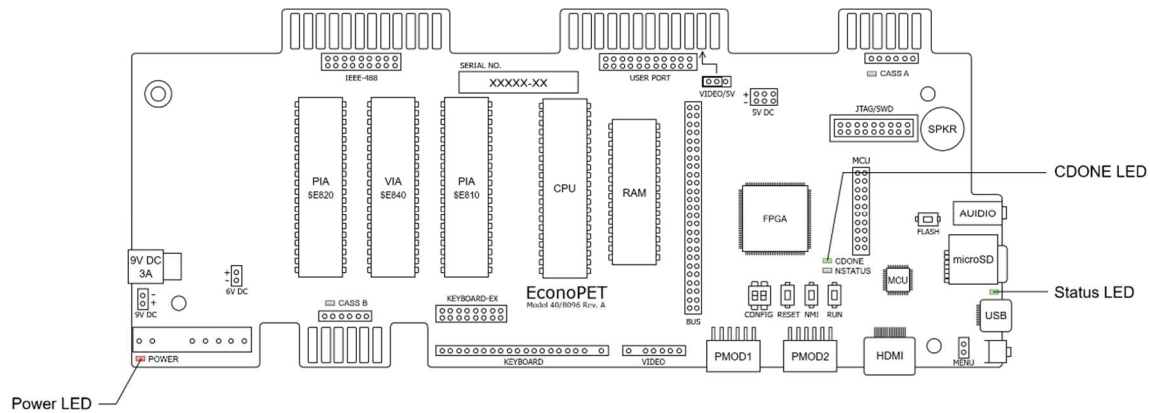 IEEE-488
SERIAL NO.
XXXXX-XX
USER PORT
VIDEO/5V
+
-
5V DC
CASS A
JTAG/SWD
SPKR
MCU
CDONE LED
PIA
$E820
VIA
$E840
PIA
$E810
CPU
RAM
FPGA
AUIDIO
FLASH
9V DC
3A
+
-
6V DC
-
+
9V DC
CDONE
NSTATUS
microSD
MCU
Status LED
CASS B
KEYBOARD-EX
EconoPET
Model 40/8096 Rev. A
CONFIG
RESET
NMI
RUN
USB
BUS
POWER
KEYBOARD
VIDEO
PMOD1
PMOD2
HDMI
MENU
Power LED